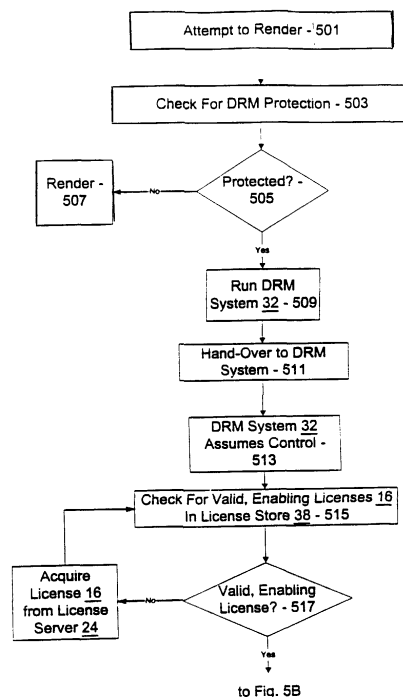 Attempt to Render - 501
Check For DRM Protection - 503
Render -
507
No
Protected? -
505
Yes
Run DRM
System 32 - 509
Hand-Over to DRM
System - 511
DRM System 32
Assumes Control -
513
Check For Valid, Enabling Licenses 16
In License Store 38 - 515
Acquire
License 16
from License
Server 24
No
Valid, Enabling
License? - 517
Yes
to Fig. 5B